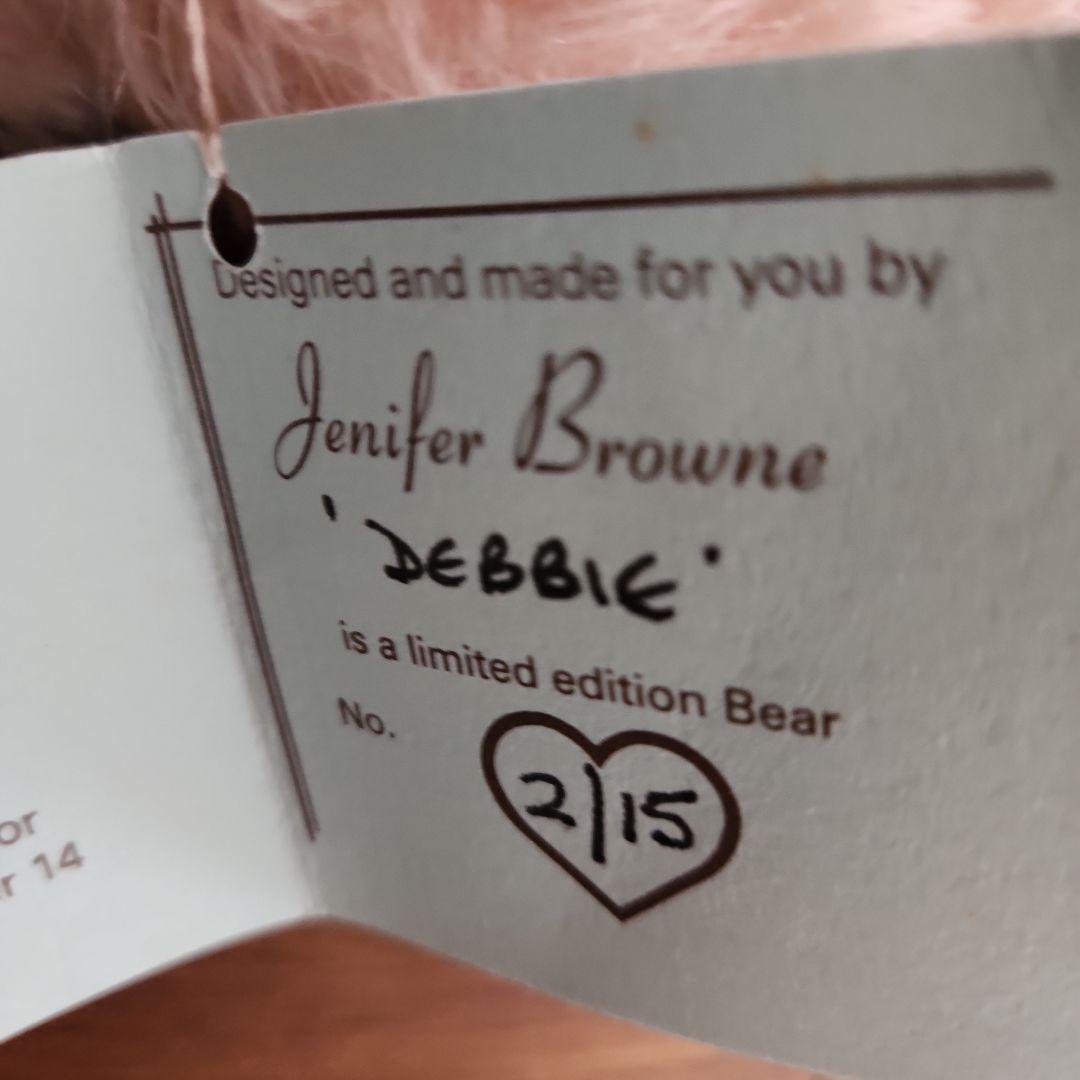 Designed and made for you by
Jenifer Browne
'DEBBIE'
is a limited edition Bear
No.
2/15
or
14